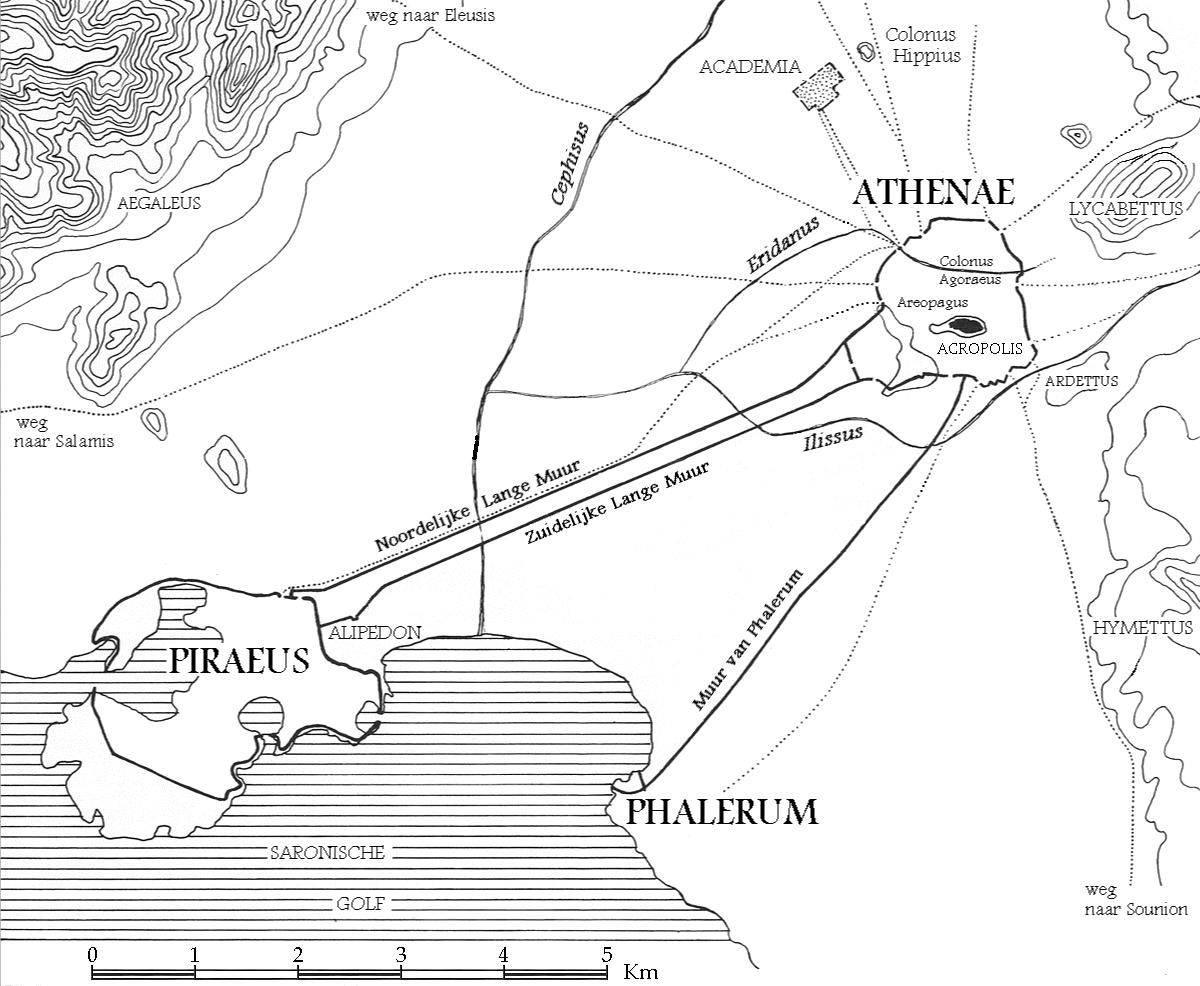 weg naar Eleusis
Colonus
Hippius
ACADEMIA
Cephisus
ATHENAE
AEGALEUS
LYCABETTUS
Eridanus
Colonus
Agoraeus
Areopagus
ACROPOLIS
ARDETTUS
weg
naar Salamis
Ilissus
Noordelijke Lange Muur
Zuidelijke Lange Muur
Muur van Phalerum
ALIPEDON
HYMETTUS
PIRAEUS
PHALERUM
SARONISCHE
GOLF
weg
naar Sounion
0 1 2 3 4 5 Km